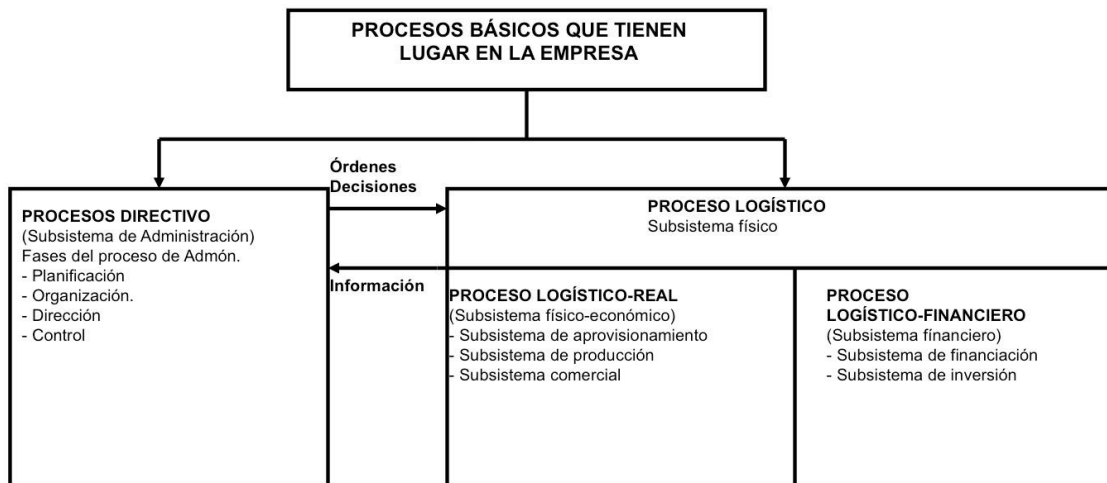 PROCESOS BÁSICOS QUE TIENEN
LUGAR EN LA EMPRESA
Órdenes
Decisiones
PROCESOS DIRECTIVO
(Subsistema de Administración)
Fases del proceso de Admón.
- Planificación
- Organización.
- Dirección
- Control
PROCESO LOGÍSTICO
Subsistema físico
Información
PROCESO LOGÍSTICO-REAL
(Subsistema físico-económico)
- Subsistema de aprovisionamiento
- Subsistema de producción
- Subsistema comercial
PROCESO
LOGÍSTICO-FINANCIERO
(Subsistema fínanciero)
- Subsistema de financiación
- Subsistema de inversión